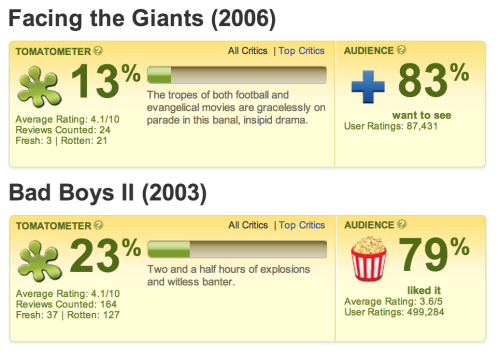 Facing the Giants (2006)
TOMATOMETER ?
All Critics | Top Critics
13%
Average Rating: 4.1/10
Reviews Counted: 24
Fresh: 3 | Rotten: 21
The tropes of both football and
evangelical movies are gracelessly on
parade in this banal, insipid drama.
AUDIENCE ?
83%
want to see
User Ratings: 87,431
Bad Boys II (2003)
TOMATOMETER ?
All Critics | Top Critics
23%
Average Rating: 4.1/10
Reviews Counted: 164
Fresh: 37 | Rotten: 127
Two and a half hours of explosions
and witless banter.
AUDIENCE ?
79%
liked it
Average Rating: 3.6/5
User Ratings: 499,284